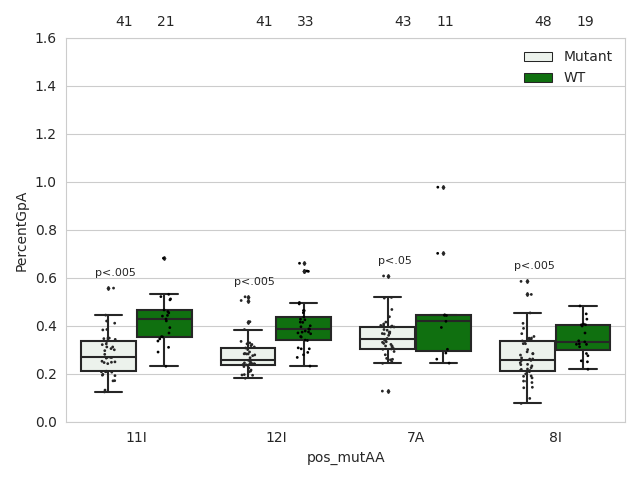 41 21 41 33 43 11 48 19
1.6
1.4
1.2
1.0
0.8
0.6
0.4
0.2
0.0
PercentGpA
Mutant
WT
p<.005
p<.005
p<.05
p<.005
11I 12I 7A 8I
pos_mutAA